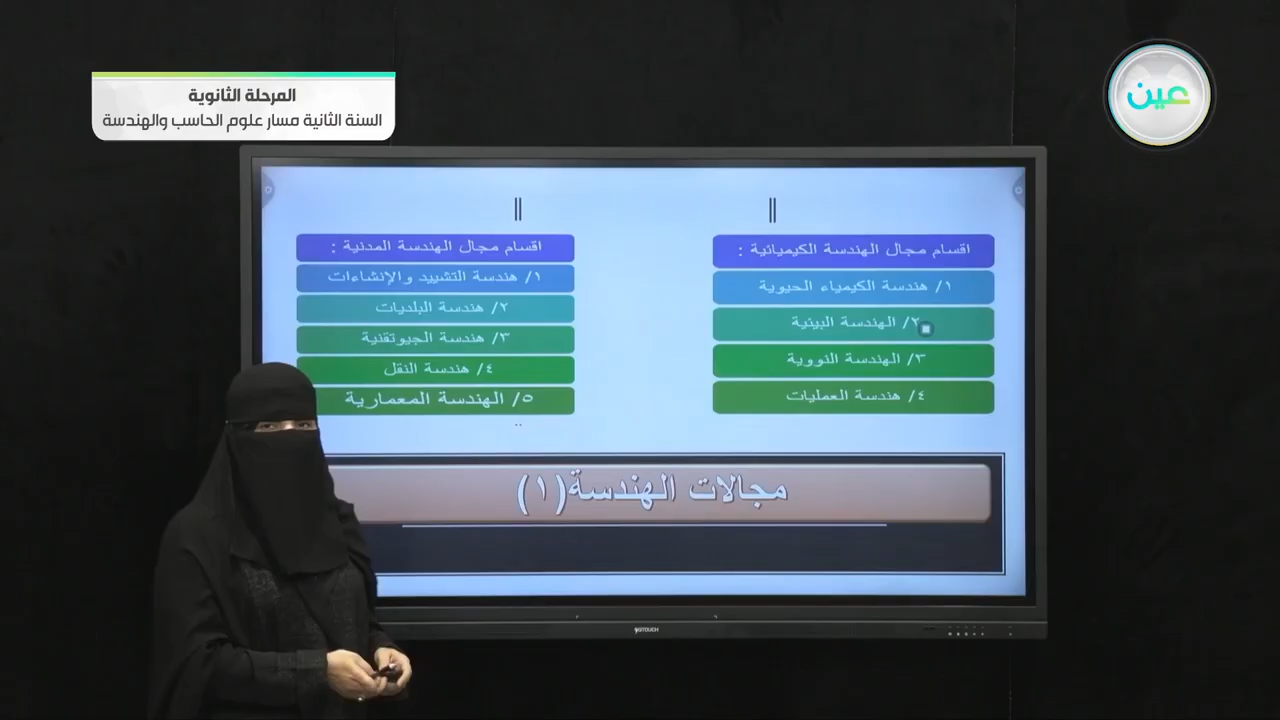 المرحلة الثانوية
السنة الثانية مسار علوم الحاسب والهندسة
عين
اقسام مجال الهندسة الكيميائية :
١/ هندسة الكيمياء الحيوية
٢/ الهندسة البيئية
٣/ الهندسة النووية
٤/ هندسة العمليات
اقسام مجال الهندسة المدنية :
١/ هندسة التشييد والإنشاءات
٢/ هندسة البلديات
٣/ هندسة الجيوتقنية
٤/ هندسة النقل
٥/ الهندسة المعمارية
مجالات الهندسة(١)